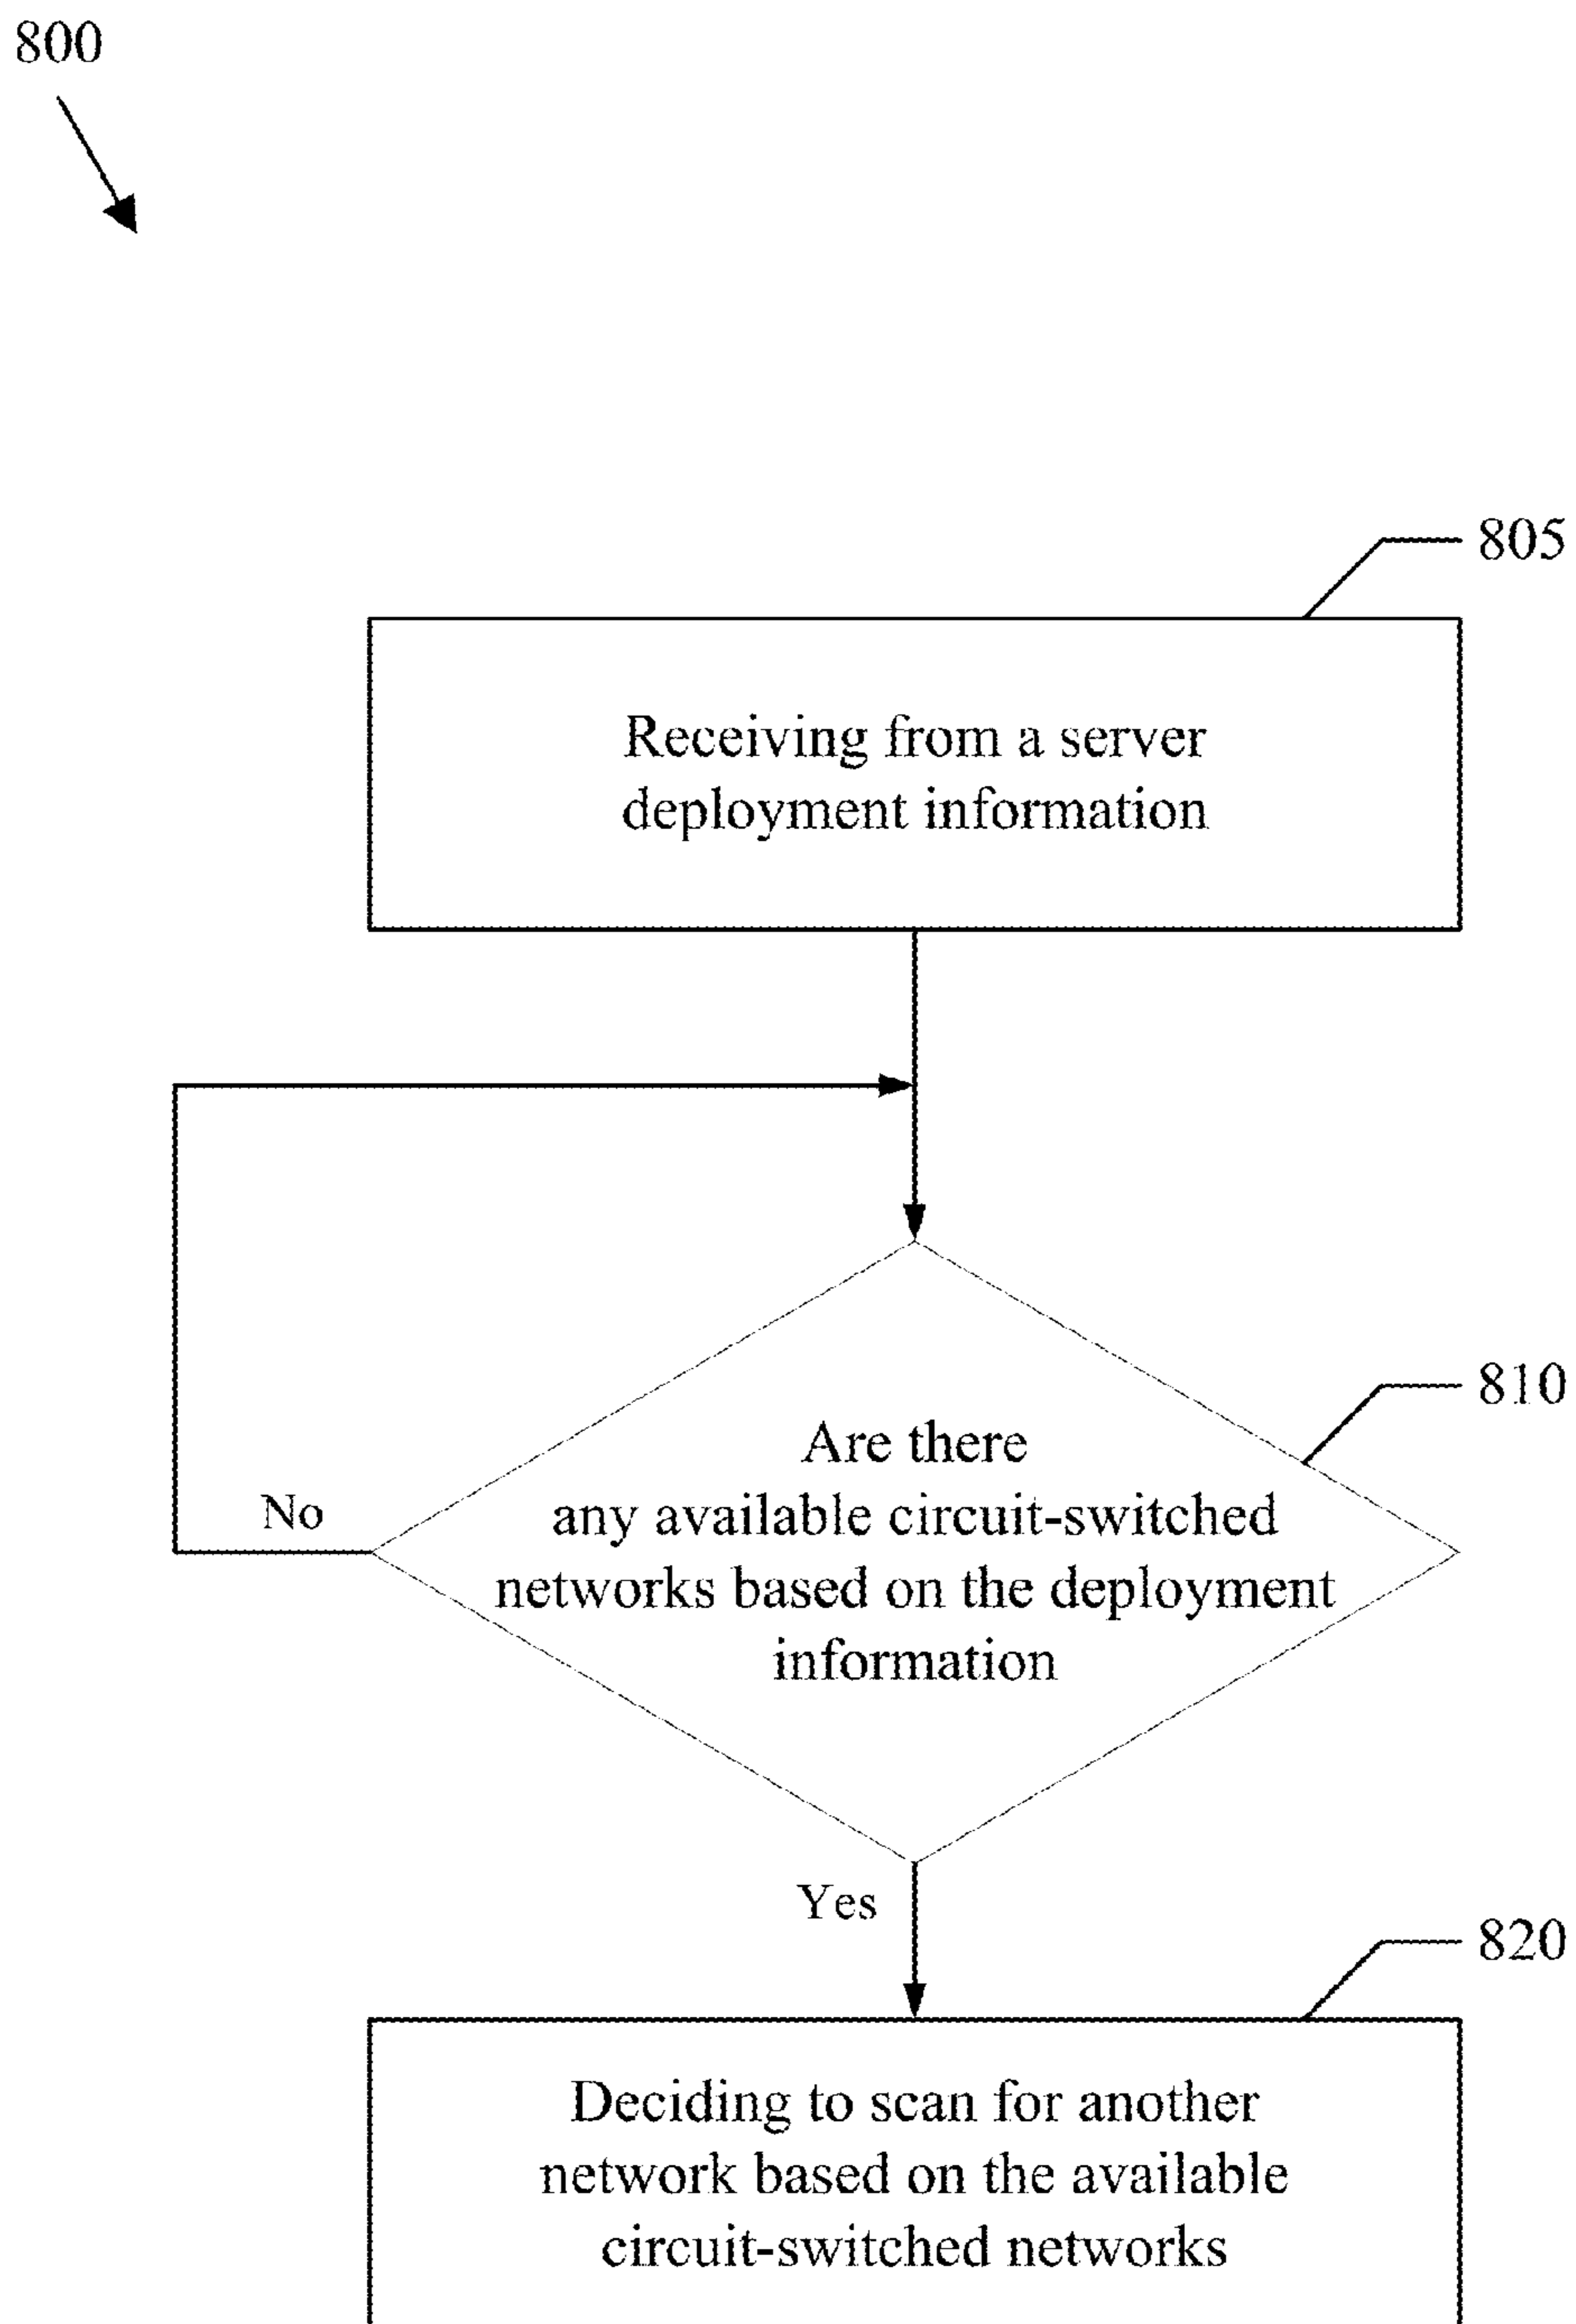 800
805
Receiving from a server
deployment information
810
Are there
any available circuit-switched
networks based on the deployment
information
No
Yes
820
Deciding to scan for another
network based on the available
circuit-switched networks